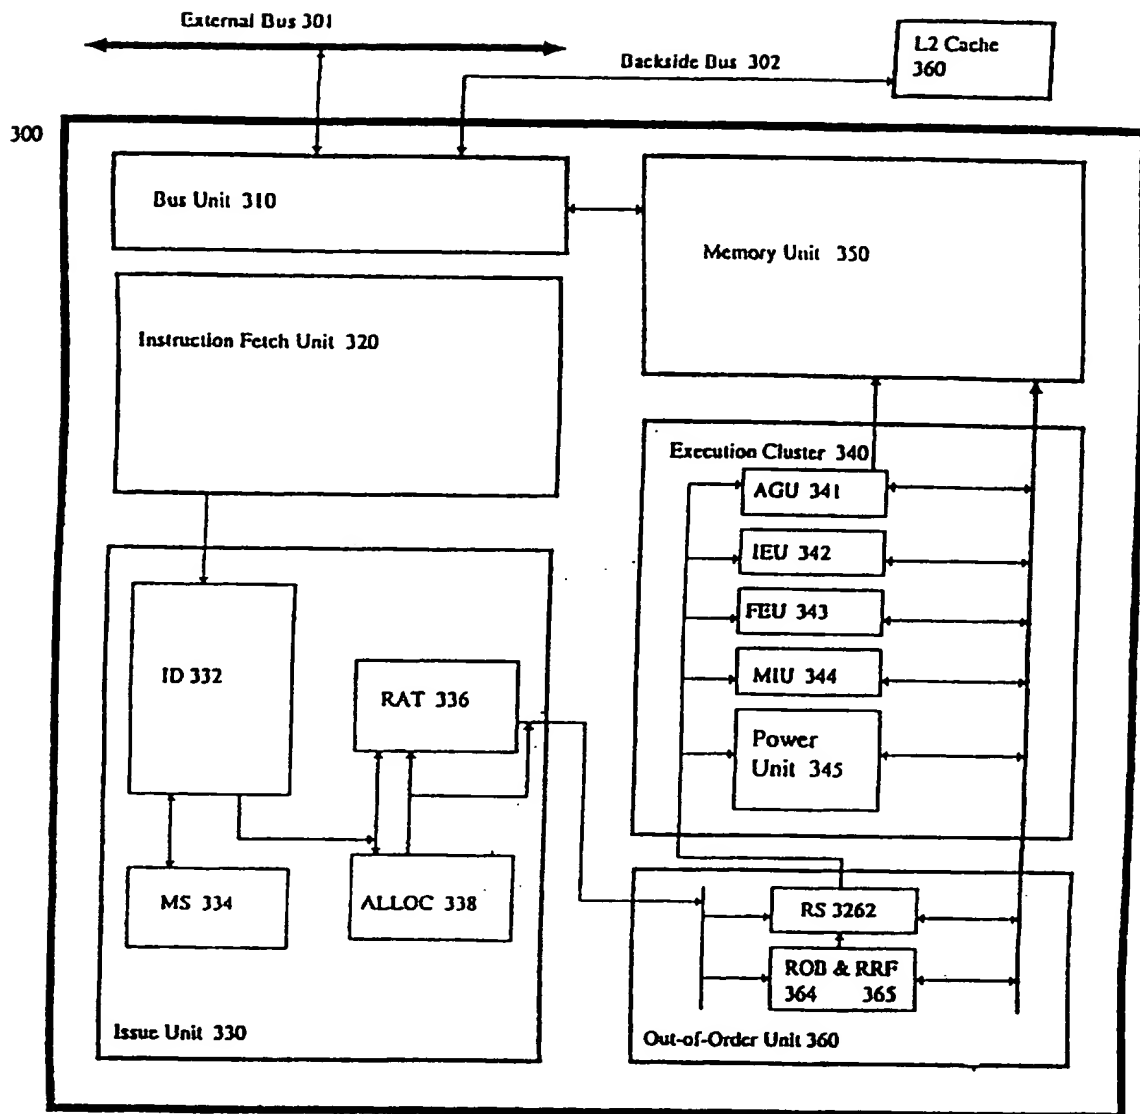 External Bus 301
L2 Cache
360
Backside Bus 302
300
Bus Unit 310
Memory Unit 350
Instruction Fetch Unit 320
Execution Cluster 340
AGU 341
IEU 342
FEU 343
MIU 344
Power
Unit 345
ID 332
RAT 336
MS 334
ALLOC 338
Issue Unit 330
RS 3262
ROB & RRF
364 365
Out-of-Order Unit 360